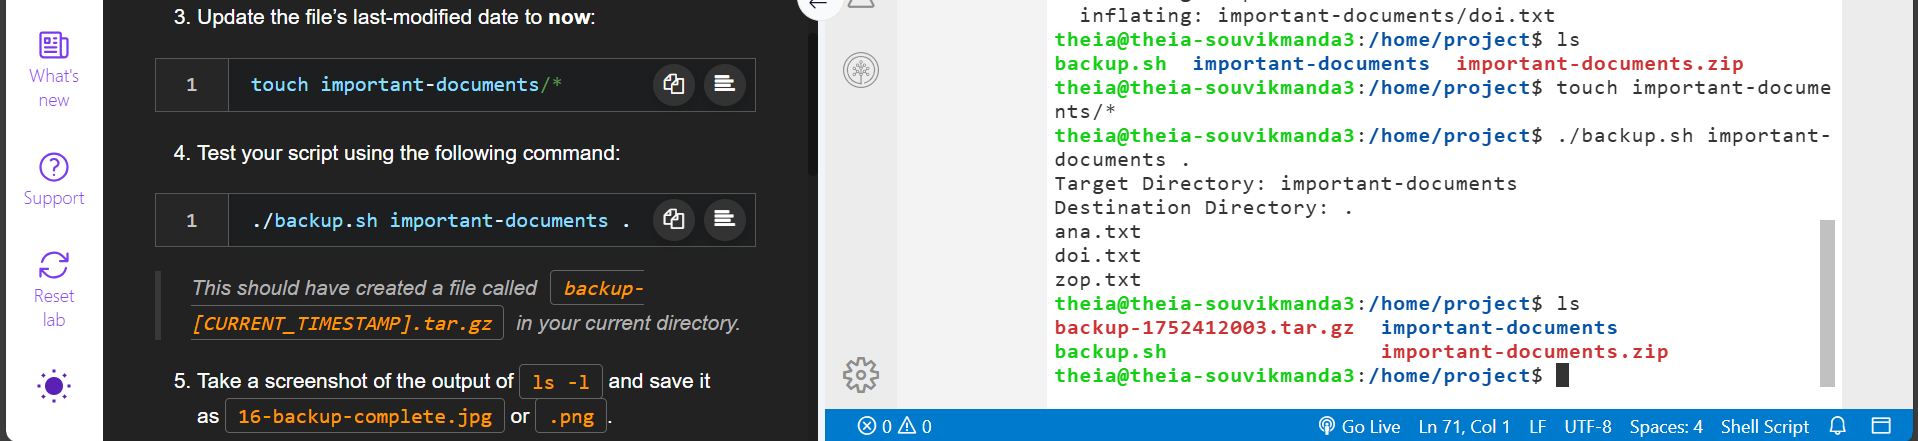 What's
new
Support
Reset
lab
3. Update the file's last-modified date to now:
1 touch important-documents/*
4. Test your script using the following command:
1 ./backup.sh important-documents .
This should have created a file called backup-
[CURRENT_TIMESTAMP].tar.gz in your current directory.
5. Take a screenshot of the output of ls -l and save it
as 16-backup-complete.jpg or .png.
inflating: important-documents/doi.txt
theia@theia-souvikmanda3:/home/project$ ls
backup.sh important-documents important-documents.zip
theia@theia-souvikmanda3:/home/project$ touch important-docume
nts/*
theia@theia-souvikmanda3:/home/project$ ./backup.sh important-
documents .
Target Directory: important-documents
Destination Directory: .
ana.txt
doi.txt
zop.txt
theia@theia-souvikmanda3:/home/project$ ls
backup-1752412003.tar.gz important-documents
backup.sh important-documents.zip
theia@theia-souvikmanda3:/home/project$
0 0 Go Live Ln 71, Col 1 LF UTF-8 Spaces: 4 Shell Script